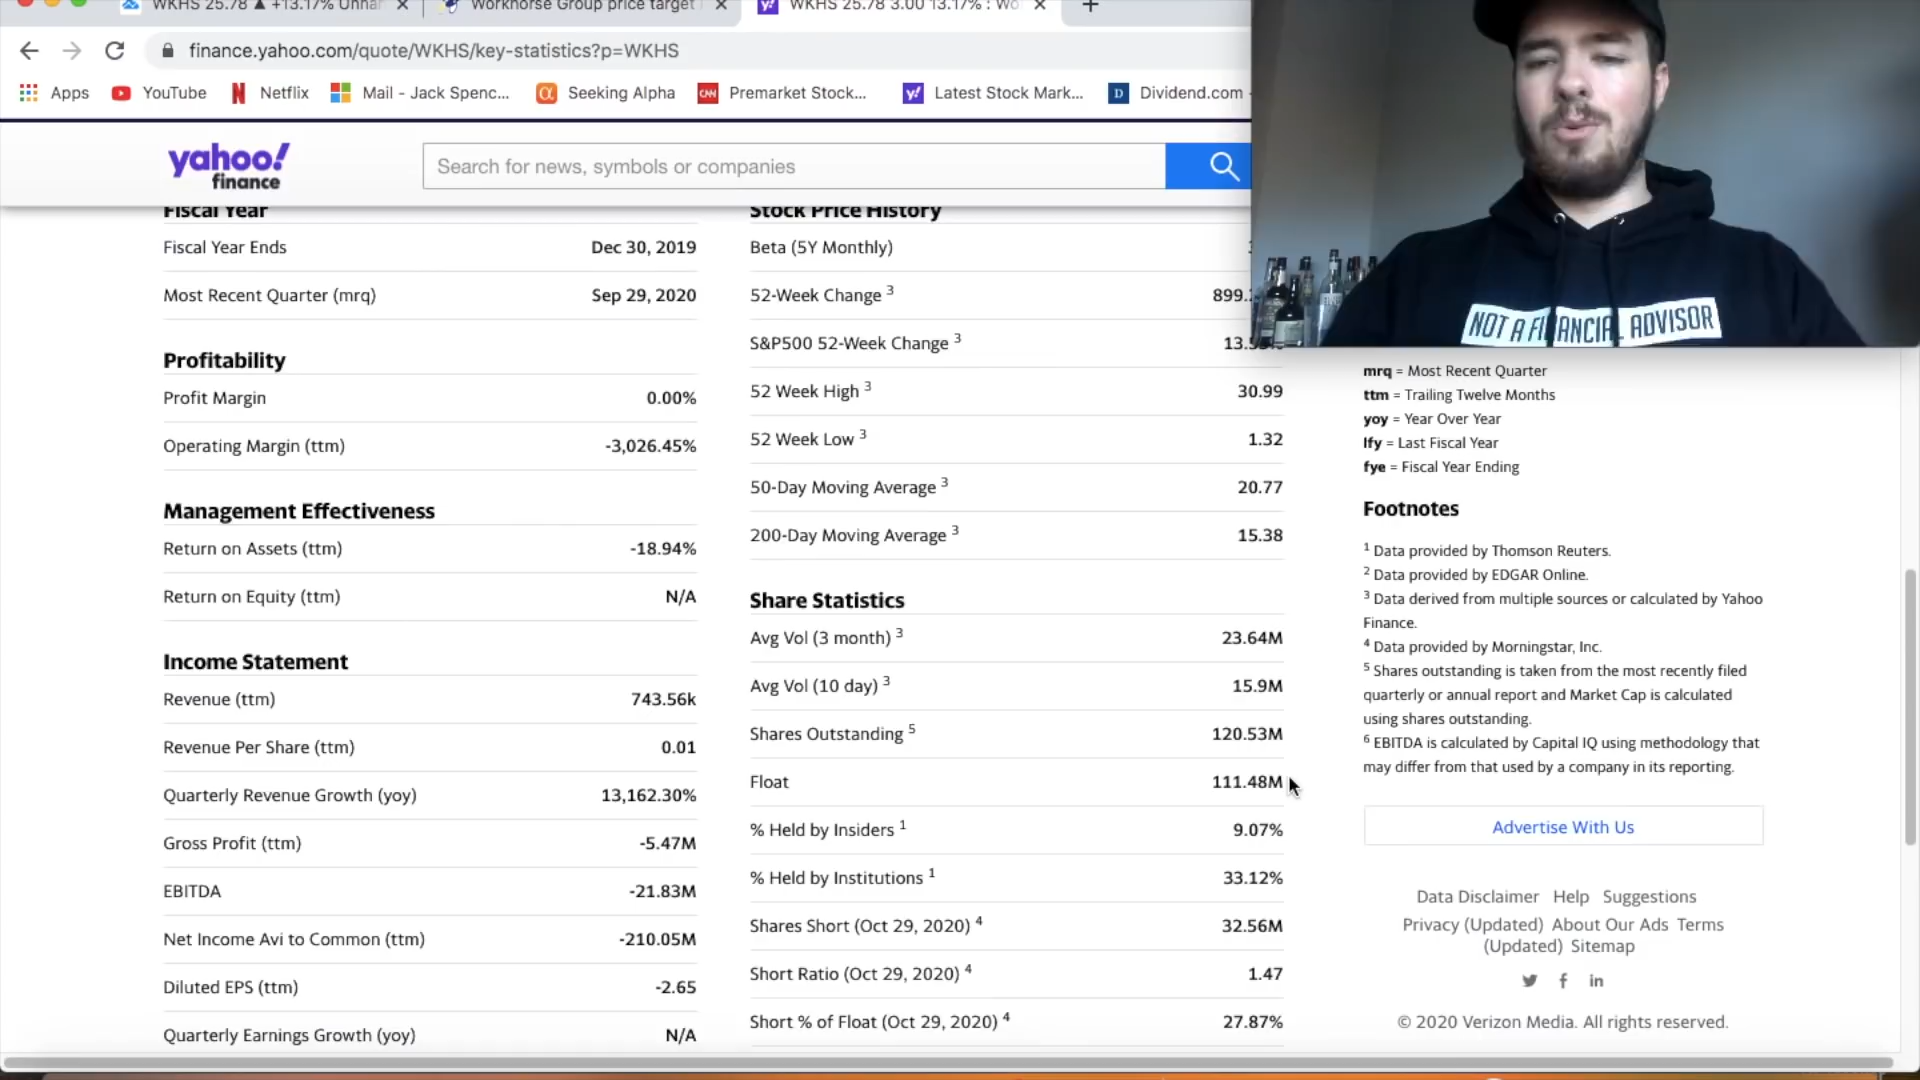 WKHS 25.78 ▲ +13.17% Unnar
Workhorse Group price target
WKHS 25.78 3.00 13.17% : Wo
finance.yahoo.com/quote/WKHS/key-statistics?p=WKHS
Apps YouTube Netflix Mail - Jack Spenc... Seeking Alpha Premarket Stock... Latest Stock Mark... Dividend.com -
yahoo!
finance
Search for news, symbols or companies
Fiscal Year
Fiscal Year Ends Dec 30, 2019
Most Recent Quarter (mrq) Sep 29, 2020
Profitability
Profit Margin 0.00%
Operating Margin (ttm) -3,026.45%
Management Effectiveness
Return on Assets (ttm) -18.94%
Return on Equity (ttm) N/A
Income Statement
Revenue (ttm) 743.56k
Revenue Per Share (ttm) 0.01
Quarterly Revenue Growth (yoy) 13,162.30%
Gross Profit (ttm) -5.47M
EBITDA -21.83M
Net Income Avi to Common (ttm) -210.05M
Diluted EPS (ttm) -2.65
Quarterly Earnings Growth (yoy) N/A
Stock Price History
Beta (5Y Monthly)
52-Week Change 3 899.
S&P500 52-Week Change 3 13.
52 Week High 3 30.99
52 Week Low 3 1.32
50-Day Moving Average 3 20.77
200-Day Moving Average 3 15.38
Share Statistics
Avg Vol (3 month) 3 23.64M
Avg Vol (10 day) 3 15.9M
Shares Outstanding 5 120.53M
Float 111.48M
% Held by Insiders 1 9.07%
% Held by Institutions 1 33.12%
Shares Short (Oct 29, 2020) 4 32.56M
Short Ratio (Oct 29, 2020) 4 1.47
Short % of Float (Oct 29, 2020) 4 27.87%
NOT A FINANCIAL ADVISOR
mrq = Most Recent Quarter
ttm = Trailing Twelve Months
yoy = Year Over Year
lfy = Last Fiscal Year
fye = Fiscal Year Ending
Footnotes
1 Data provided by Thomson Reuters.
2 Data provided by EDGAR Online.
3 Data derived from multiple sources or calculated by Yahoo
Finance.
4 Data provided by Morningstar, Inc.
5 Shares outstanding is taken from the most recently filed
quarterly or annual report and Market Cap is calculated
using shares outstanding.
6 EBITDA is calculated by Capital IQ using methodology that
may differ from that used by a company in its reporting.
Advertise With Us
Data Disclaimer Help Suggestions
Privacy (Updated) About Our Ads Terms
(Updated) Sitemap
© 2020 Verizon Media. All rights reserved.